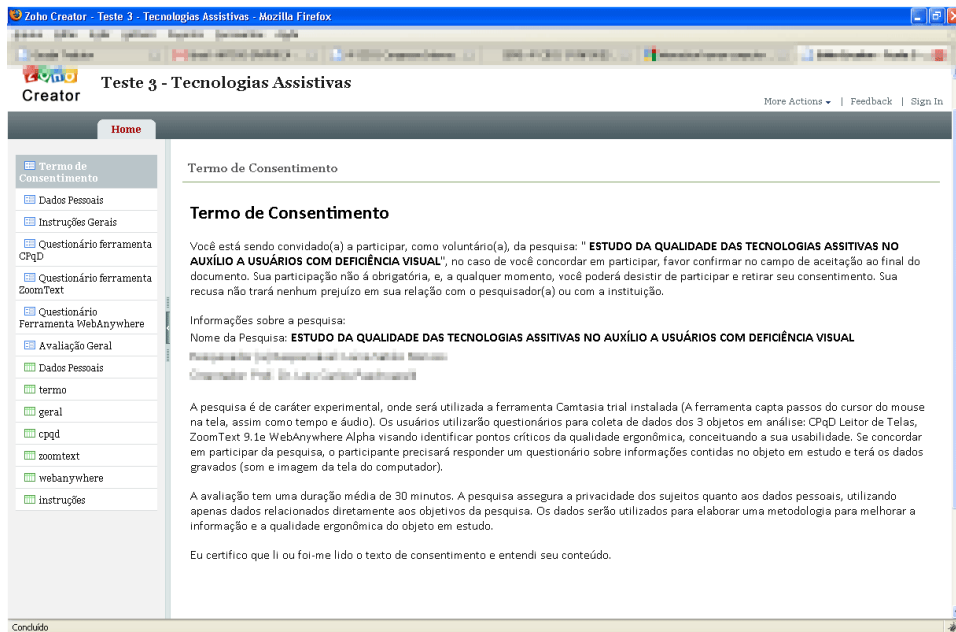 Zoho Creator - Teste 3 - Tecnologias Assistivas - Mozilla Firefox
ZOHO
Creator
Teste 3 - Tecnologias Assistivas
More Actions | Feedback | Sign In
Home
Termo de
Consentimento
Dados Pessoais
Instruções Gerais
Questionário ferramenta
CPqD
Questionário ferramenta
ZoomText
Questionário
Ferramenta WebAnywhere
Avaliação Geral
Dados Pessoais
termo
geral
cpqd
zoomtext
webanywhere
instruções
Termo de Consentimento
Termo de Consentimento
Você está sendo convidado(a) a participar, como voluntário(a), da pesquisa: " ESTUDO DA QUALIDADE DAS TECNOLOGIAS ASSITIVAS NO
AUXÍLIO A USUÁRIOS COM DEFICIÊNCIA VISUAL", no caso de você concordar em participar, favor confirmar no campo de aceitação ao final do
documento. Sua participação não á obrigatória, e, a qualquer momento, você poderá desistir de participar e retirar seu consentimento. Sua
recusa não trará nenhum prejuízo em sua relação com o pesquisador(a) ou com a instituição.
Informações sobre a pesquisa:
Nome da Pesquisa: ESTUDO DA QUALIDADE DAS TECNOLOGIAS ASSITIVAS NO AUXÍLIO A USUÁRIOS COM DEFICIÊNCIA VISUAL
A pesquisa é de caráter experimental, onde será utilizada a ferramenta Camtasia trial instalada (A ferramenta capta passos do cursor do mouse
na tela, assim como tempo e áudio). Os usuários utilizarão questionários para coleta de dados dos 3 objetos em análise: CPqD Leitor de Telas,
ZoomText 9.1e WebAnywhere Alpha visando identificar pontos críticos da qualidade ergonômica, conceituando a sua usabilidade. Se concordar
em participar da pesquisa, o participante precisará responder um questionário sobre informações contidas no objeto em estudo e terá os dados
gravados (som e imagem da tela do computador).
A avaliação tem uma duração média de 30 minutos. A pesquisa assegura a privacidade dos sujeitos quanto aos dados pessoais, utilizando
apenas dados relacionados diretamente aos objetivos da pesquisa. Os dados serão utilizados para elaborar uma metodologia para melhorar a
informação e a qualidade ergonômica do objeto em estudo.
Eu certifico que li ou foi-me lido o texto de consentimento e entendi seu conteúdo.
Concluído